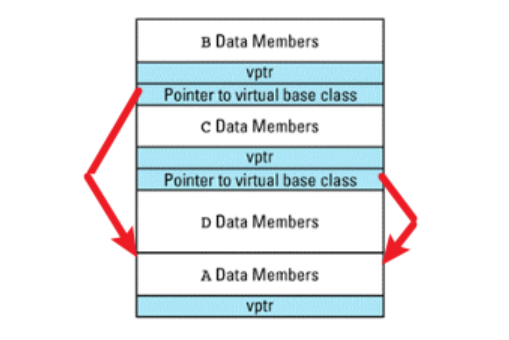 B Data Members
vptr
Pointer to virtual base class
C Data Members
vptr
Pointer to virtual base class
D Data Members
A Data Members
vptr